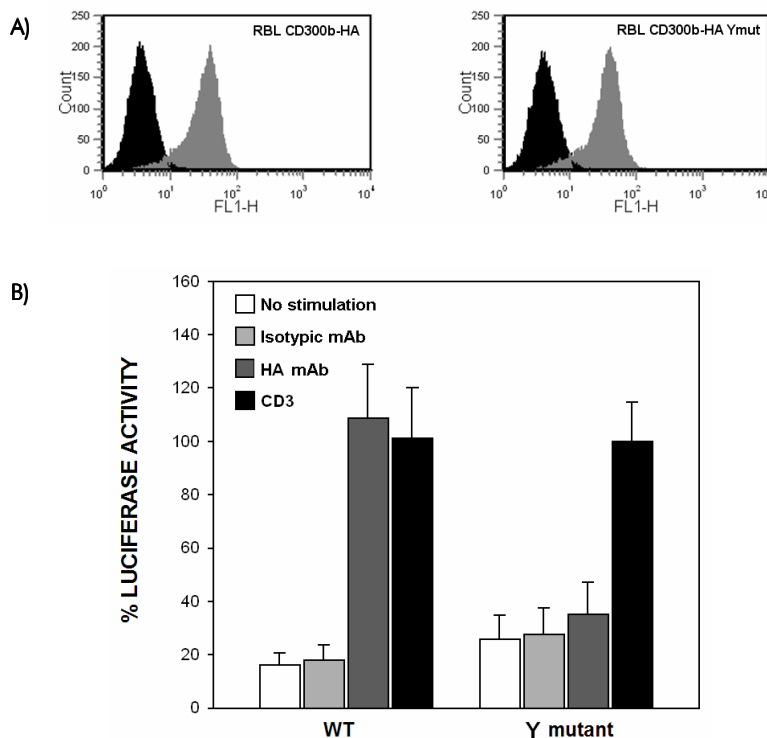 A)
RBL CD300b-HA
250
200
150
100
50
0
Count
10^0 10^1 10^2 10^3 10^4
FL1-H
RBL CD300b-HA Ymut
250
200
150
100
50
0
Count
10^0 10^1 10^2 10^3 10
FL1-H
B)
160
140
120
100
80
60
40
20
0
% LUCIFERASE ACTIVITY
No stimulation
Isotypic mAb
HA mAb
CD3
WT
Y mutant